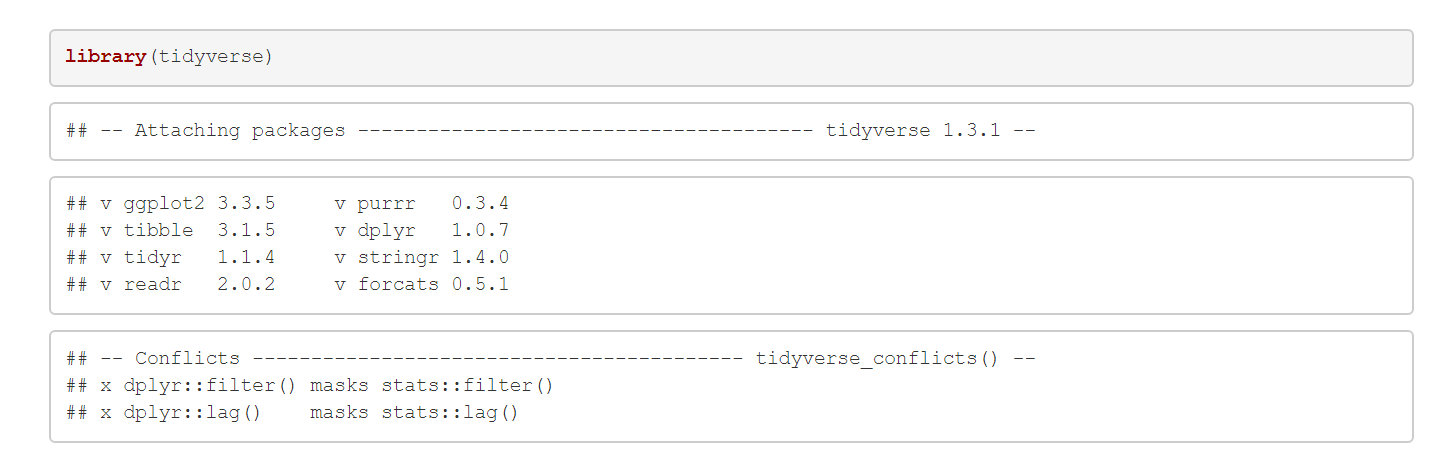 library(tidyverse)
## -- Attaching packages --------------------------------------- tidyverse 1.3.1 --
## v ggplot2 3.3.5     v purrr   0.3.4
## v tibble  3.1.5     v dplyr   1.0.7
## v tidyr   1.1.4     v stringr 1.4.0
## v readr   2.0.2     v forcats 0.5.1
## -- Conflicts ------------------------------------------ tidyverse_conflicts() --
## x dplyr::filter() masks stats::filter()
## x dplyr::lag()    masks stats::lag()